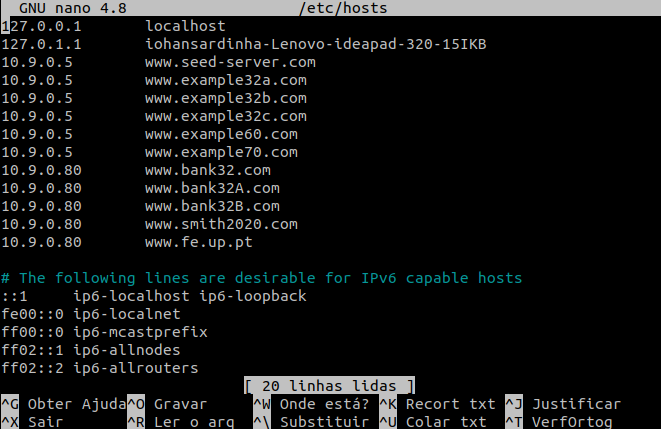 GNU nano 4.8 /etc/hosts
127.0.0.1 localhost
127.0.1.1 iohansardinha-Lenovo-ideapad-320-15IKB
10.9.0.5 www.seed-server.com
10.9.0.5 www.example32a.com
10.9.0.5 www.example32b.com
10.9.0.5 www.example32c.com
10.9.0.5 www.example60.com
10.9.0.5 www.example70.com
10.9.0.80 www.bank32.com
10.9.0.80 www.bank32A.com
10.9.0.80 www.bank32B.com
10.9.0.80 www.smith2020.com
10.9.0.80 www.fe.up.pt
# The following lines are desirable for IPv6 capable hosts
::1 ip6-localhost ip6-loopback
fe00::0 ip6-localnet
ff00::0 ip6-mcastprefix
ff02::1 ip6-allnodes
ff02::2 ip6-allrouters
[ 20 linhas lidas ]
^G Obter Ajuda ^O Gravar ^W Onde está? ^K Recort txt ^J Justificar
^X Sair ^R Ler o arq ^\ Substituir ^U Colar txt ^T VerfOrtog